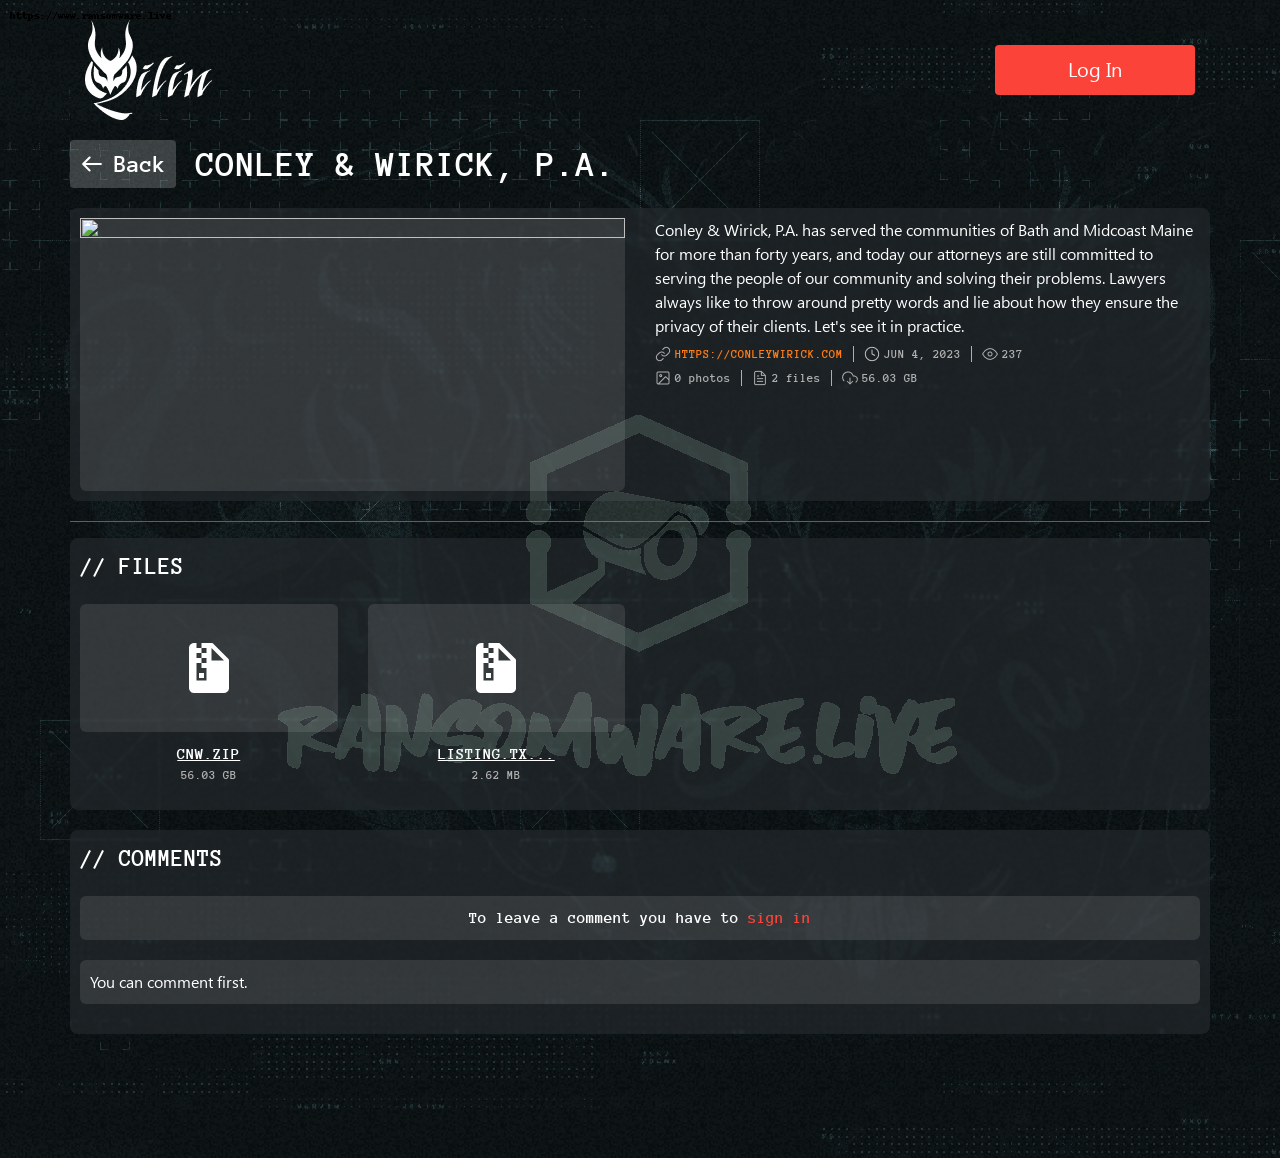 https://www.ransomware.live
Qilin
Log In
Back
CONLEY & WIRICK, P.A.
Conley & Wirick, P.A. has served the communities of Bath and Midcoast Maine
for more than forty years, and today our attorneys are still committed to
serving the people of our community and solving their problems. Lawyers
always like to throw around pretty words and lie about how they ensure the
privacy of their clients. Let's see it in practice.
HTTPS://CONLEYWIRICK.COM JUN 4, 2023 237
0 photos 2 files 56.03 GB
// FILES
RANSOMWARE.LIVE
CNW.ZIP LISTING.TX...
56.03 GB 2.62 MB
// COMMENTS
To leave a comment you have to sign in
You can comment first.